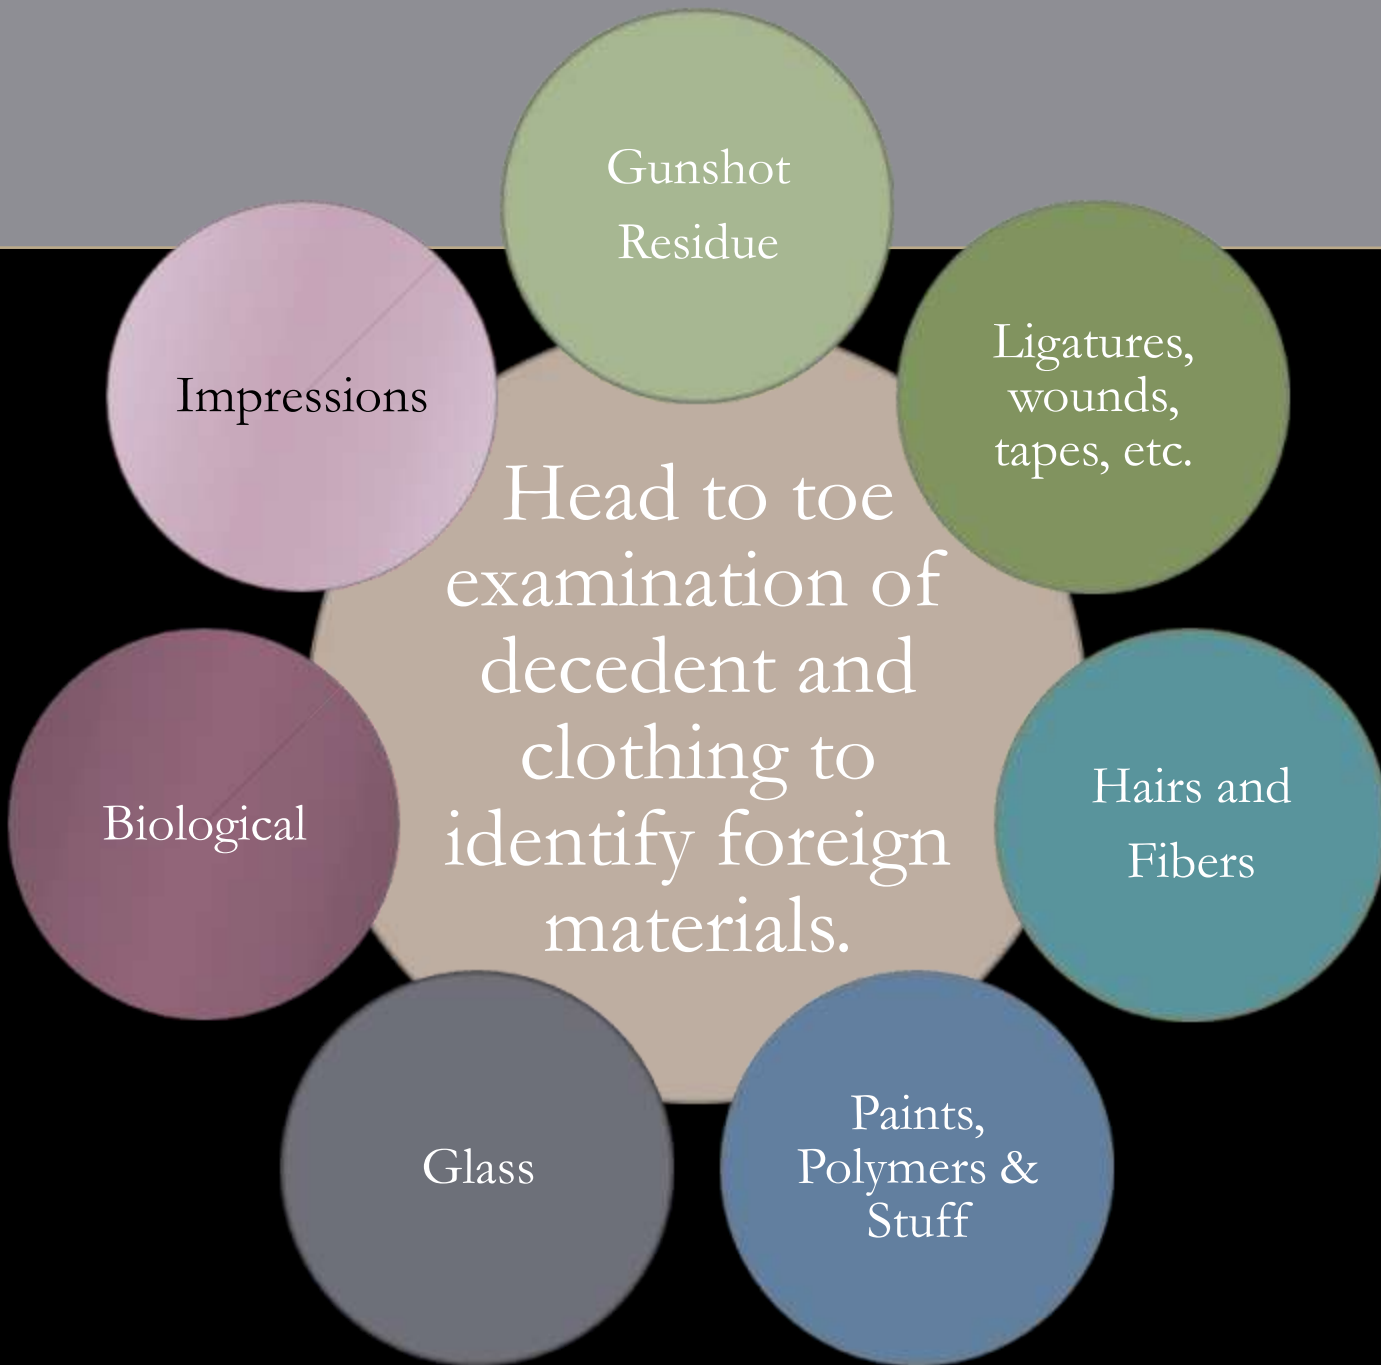 Gunshot
Residue
Ligatures,
wounds,
tapes, etc.
Hairs and
Fibers
Paints,
Polymers &
Stuff
Glass
Biological
Impressions
Head to toe
examination of
decedent and
clothing to
identify foreign
materials.